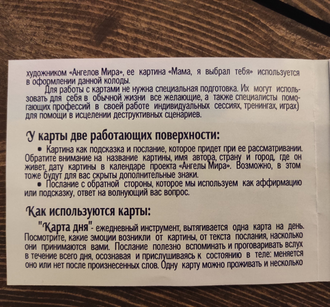 художником «Ангелов Мира», ее картина «Мама, я выбрал тебя» используется
в оформлении данной колоды.
Для работы с картами не нужна специальная подготовка. Их могут исполь-
зовать для себя в обычной жизни все желающие, а также специалисты помо-
гающих профессий в своей работе индивидуальных сессиях, тренингах, играх)
для помощи в исцелении деструктивных сценариев.
У карты две работающих поверхности:
• Картина как подсказка и послание, которое придет при ее рассматривании.
Обратите внимание на название картины, имя автора, страну и город, где он
живет, дату картины в календаре проекта «Ангелы Мира». Возможно, в этом
тоже будут для вас скрыты дополнительные знаки.
• Послание с обратной стороны, которое мы используем как аффирмацию
или подсказку, ответ на волнующий вас вопрос.
Как используются карты:
"Карта дня" - ежедневный инструмент, вытягивается одна карта на день.
Посмотрите, какие эмоции возникли от картины, от текста послания, насколько
они принимаются вами. Послание полезно вспоминать и проговаривать вслух
в течение всего дня, осознавая и прислушиваясь к состоянию в теле: меняется
оно или нет после произнесенных слов. Одну карту можно проживать и несколько